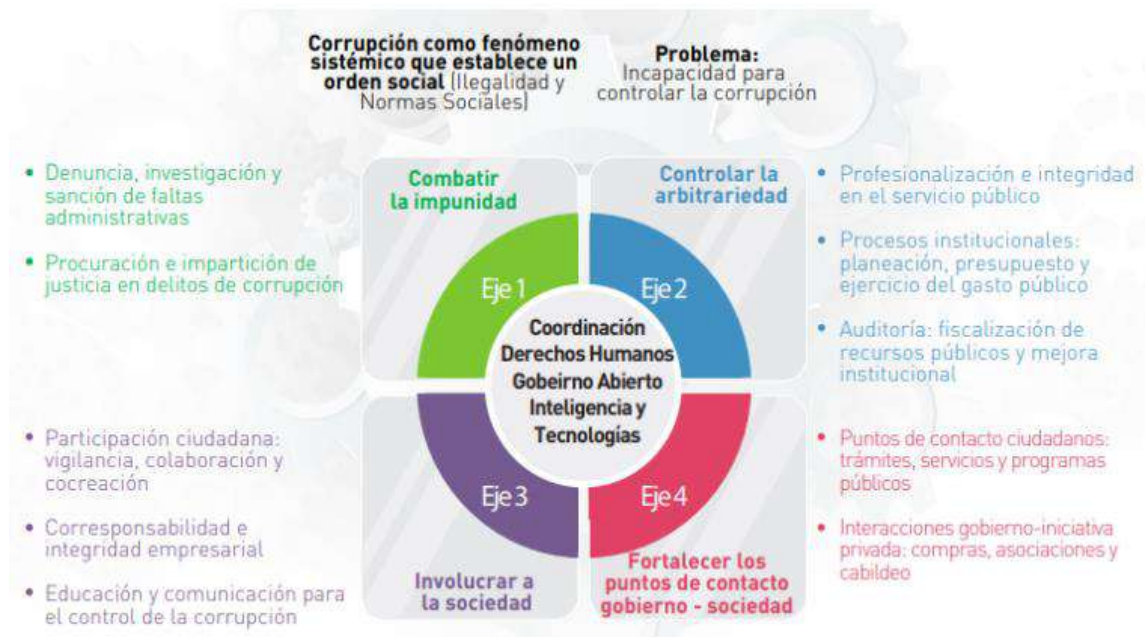 Corrupción como fenómeno
sistémico que establece un
orden social (Ilegalidad y
Normas Sociales)
Problema:
Incapacidad para
controlar la corrupción
Combatir
la impunidad
• Denuncia, investigación y
sanción de faltas
administrativas
• Procuración e impartición de
justicia en delitos de corrupción
Eje 1
Controlar la
arbitrariedad
• Profesionalización e integridad
en el servicio público
• Procesos institucionales:
planeación, presupuesto y
ejercicio del gasto público
• Auditoría: fiscalización de
recursos públicos y mejora
institucional
Eje 2
Coordinación
Derechos Humanos
Gobeirno Abierto
Inteligencia y
Tecnologías
• Participación ciudadana:
vigilancia, colaboración y
cocreación
• Corresponsabilidad e
integridad empresarial
• Educación y comunicación para
el control de la corrupción
Eje 3
Involucrar a
la sociedad
Eje 4
Fortalecer los
puntos de contacto
gobierno - sociedad
• Puntos de contacto ciudadanos:
trámites, servicios y programas
públicos
• Interacciones gobierno-iniciativa
privada: compras, asociaciones y
cabildeo